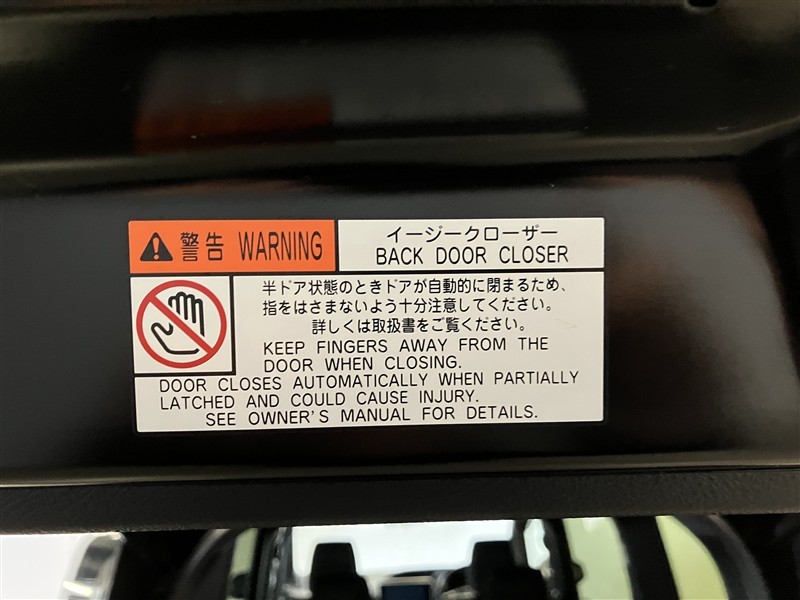 警告 WARNING
イージークローザー
BACK DOOR CLOSER
半ドア状態のときドアが自動的に閉まるため、
指をはさまないよう十分注意してください。
詳しくは取扱書をご覧ください。
KEEP FINGERS AWAY FROM THE
DOOR WHEN CLOSING.
DOOR CLOSES AUTOMATICALLY WHEN PARTIALLY
LATCHED AND COULD CAUSE INJURY.
SEE OWNER'S MANUAL FOR DETAILS.